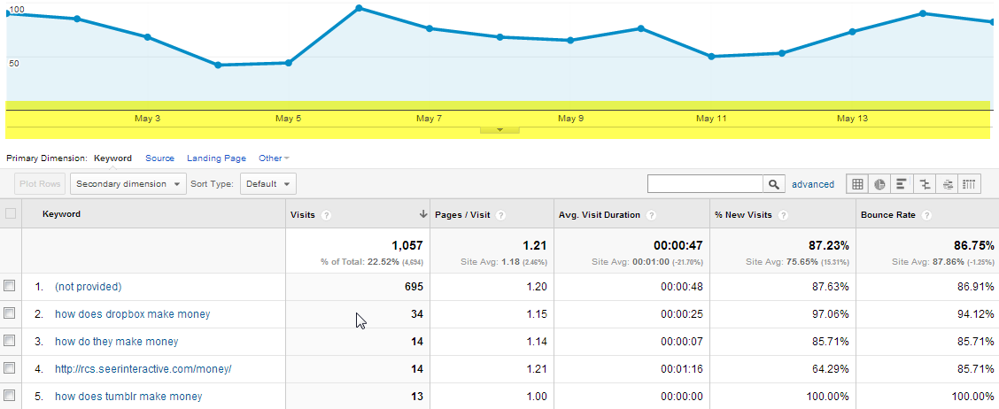 100
50
May 3 May 5 May 7 May 9 May 11 May 13
Primary Dimension: Keyword Source Landing Page Other
Plot Rows Secondary dimension Sort Type: Default advanced
Keyword Visits ? Pages / Visit ? Avg. Visit Duration ? % New Visits ? Bounce Rate ?
1,057 1.21 00:00:47 87.23% 86.75%
% of Total: 22.52% (4,694) Site Avg: 1.18 (2.46%) Site Avg: 00:01:00 (-21.70%) Site Avg: 75.65% (15.31%) Site Avg: 87.86% (-1.25%)
1. (not provided) 695 1.20 00:00:48 87.63% 86.91%
2. how does dropbox make money 34 1.15 00:00:25 97.06% 94.12%
3. how do they make money 14 1.14 00:00:07 85.71% 85.71%
4. http://rcs.seerinteractive.com/money/ 14 1.21 00:01:16 64.29% 85.71%
5. how does tumblr make money 13 1.00 00:00:00 100.00% 100.00%